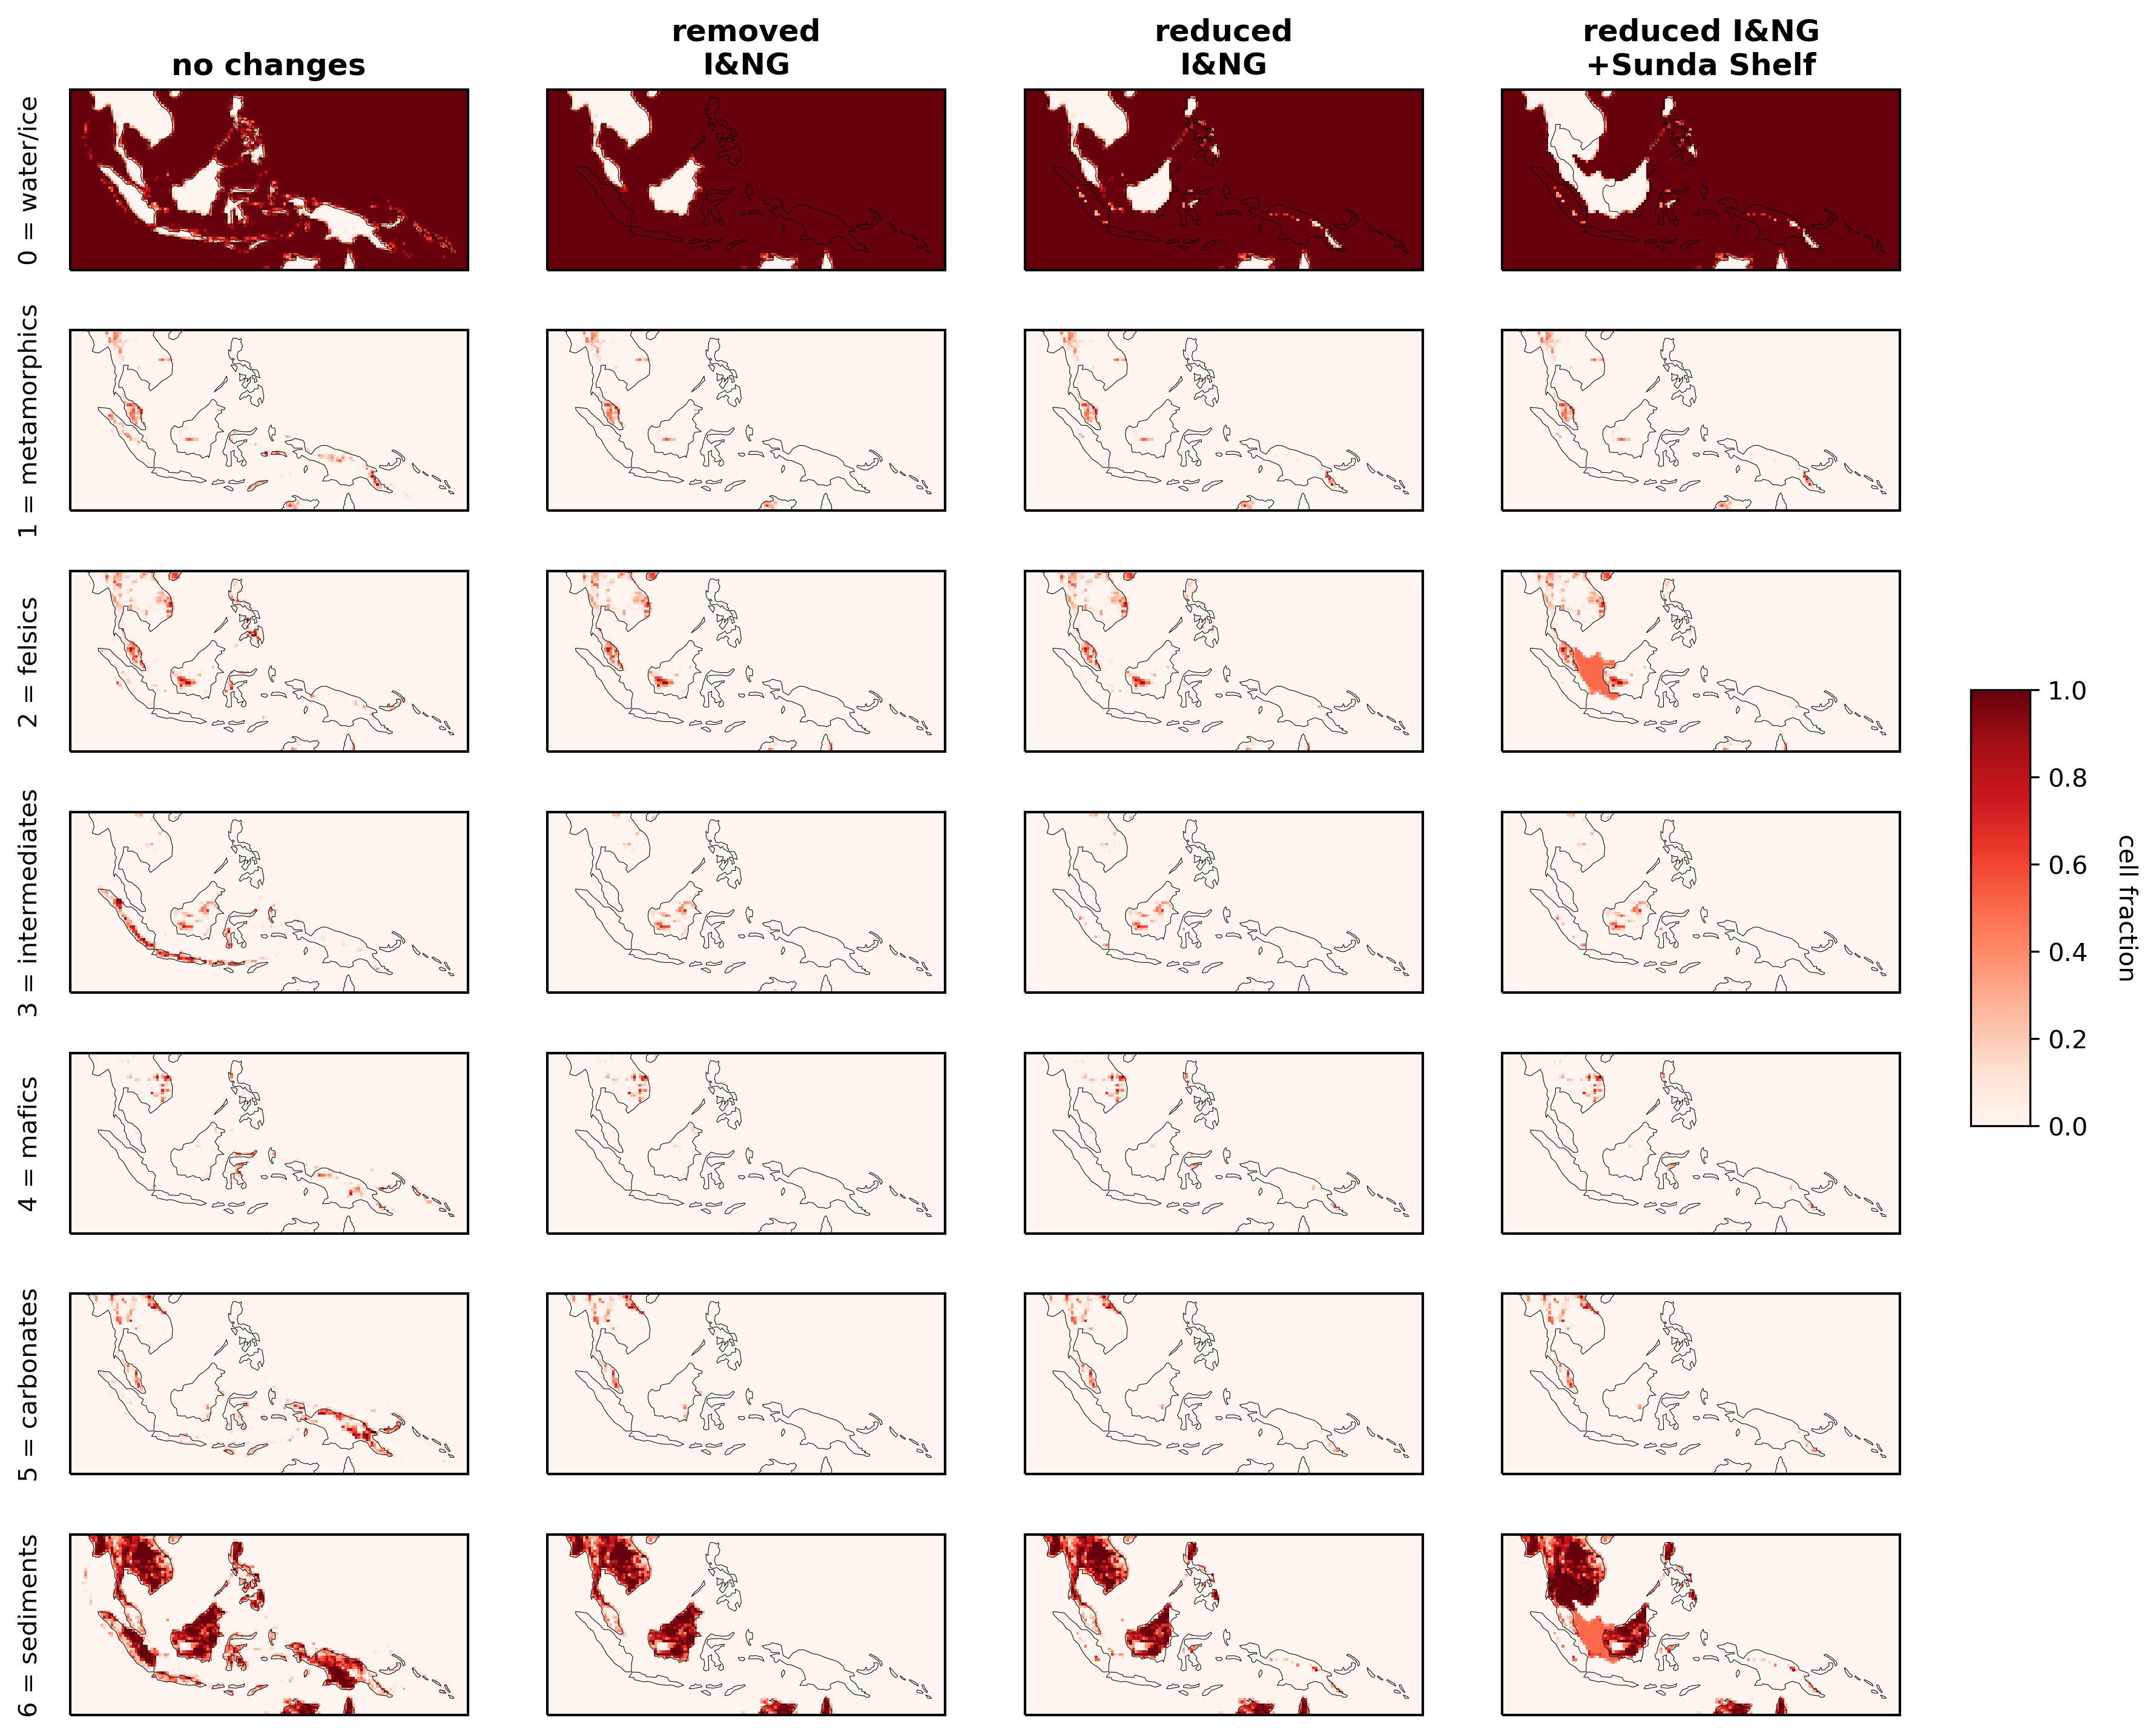 no changes
removed
I&NG
reduced
I&NG
reduced I&NG
+Sunda Shelf
0 = water/ice
1 = metamorphics
2 = felsics
3 = intermediates
4 = mafics
5 = carbonates
6 = sediments
1.0
0.8
0.6
0.4
0.2
0.0
cell fraction